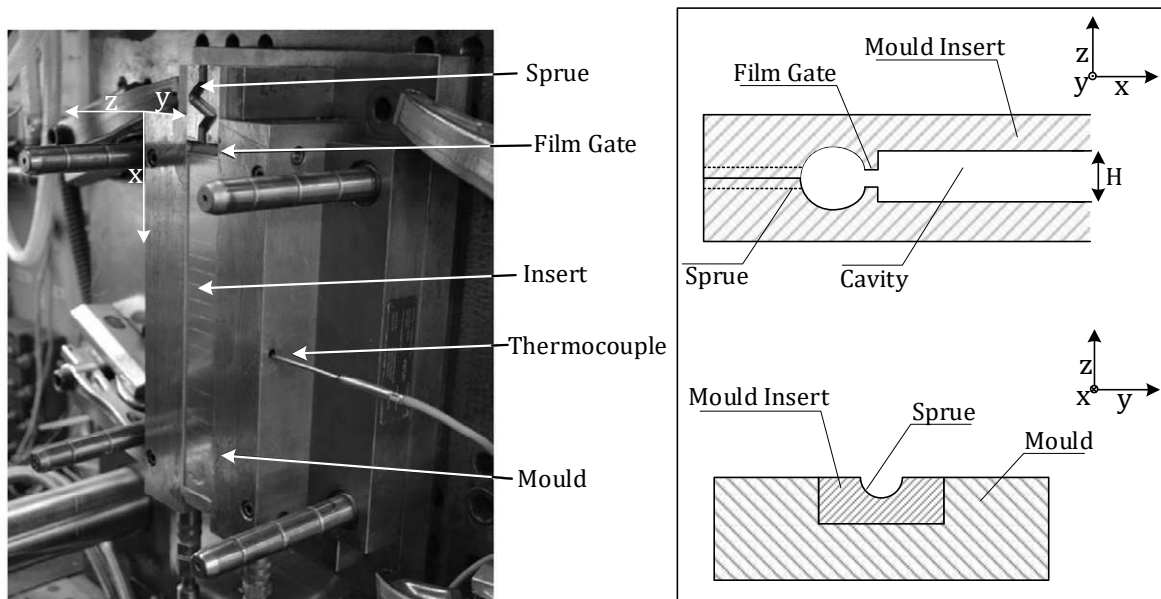 Sprue
z
y
Film Gate
x
Insert
Thermocouple
Mould
Mould Insert
z
Film Gate
y
x
H
Sprue
Cavity
z
Mould Insert
x
y
Sprue
Mould